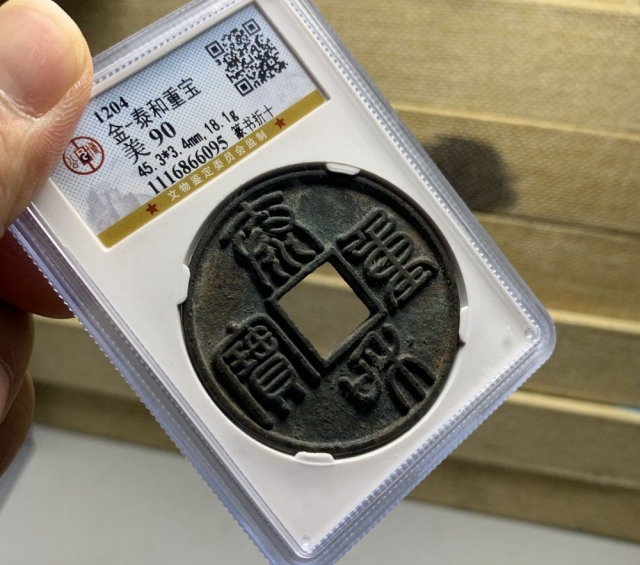 1204
金 泰和重宝
美 90
45.3*3.4mm,18.1g
1116866095 篆书折十
★ 文物鉴定委员会监制 ★
泰和重寶